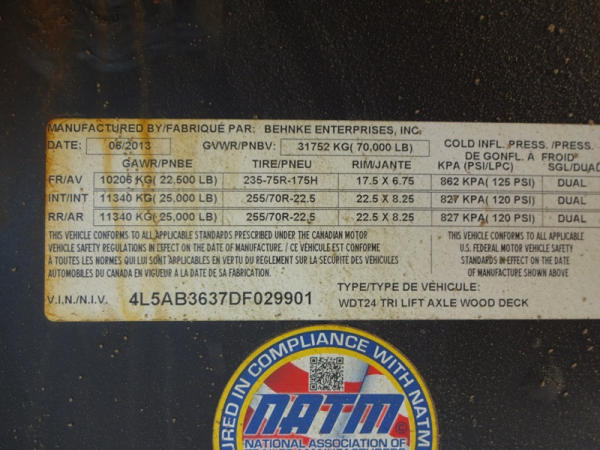 MANUFACTURED BY/FABRIQUÉ PAR: BEHNKE ENTERPRISES, INC.
DATE: 06/2013 GVWR/PNBV: 31752 KG( 70,000 LB) COLD INFL. PRESS. /PRESS.
DE GONFL. A FROID
GAWR/PNBE TIRE/PNEU RIM/JANTE KPA (PSI/LPC) SGL/DUAL
FR/AV 10206 KG( 22,500 LB) 235-75R-175H 17.5 X 6.75 862 KPA( 125 PSI) DUAL
INT/INT 11340 KG( 25,000 LB) 255/70R-22.5 22.5 X 8.25 827 KPA( 120 PSI) DUAL
RR/AR 11340 KG( 25,000 LB) 255/70R-22.5 22.5 X 8.25 827 KPA( 120 PSI) DUAL
THIS VEHICLE CONFORMS TO ALL APPLICABLE STANDARDS PRESCRIBED UNDER THE CANADIAN MOTOR
VEHICLE SAFETY REGULATIONS IN EFFECT ON THE DATE OF MANUFACTURE. / CE VÉHICULE EST CONFORME
À TOUTES LES NORMES QUI LUI SONT APPLICABLES EN VERTU DU RÈGLEMENT SUR LA SÉCURITÉ DES VÉHICULES
AUTOMOBILES DU CANADA EN VIGUEUR À LA DATE DE SA FABRICATION.
THIS VEHICLE CONFORMS TO ALL APPLICABLE
U.S. FEDERAL MOTOR VEHICLE SAFETY
STANDARDS IN EFFECT ON THE DATE
OF MANUFACTURE SHOWN ABOVE
V.I.N./N.I.V. 4L5AB3637DF029901
TYPE/TYPE DE VÉHICULE:
WDT24 TRI LIFT AXLE WOOD DECK
IN COMPLIANCE WITH NATM
NATM
NATIONAL ASSOCIATION OF